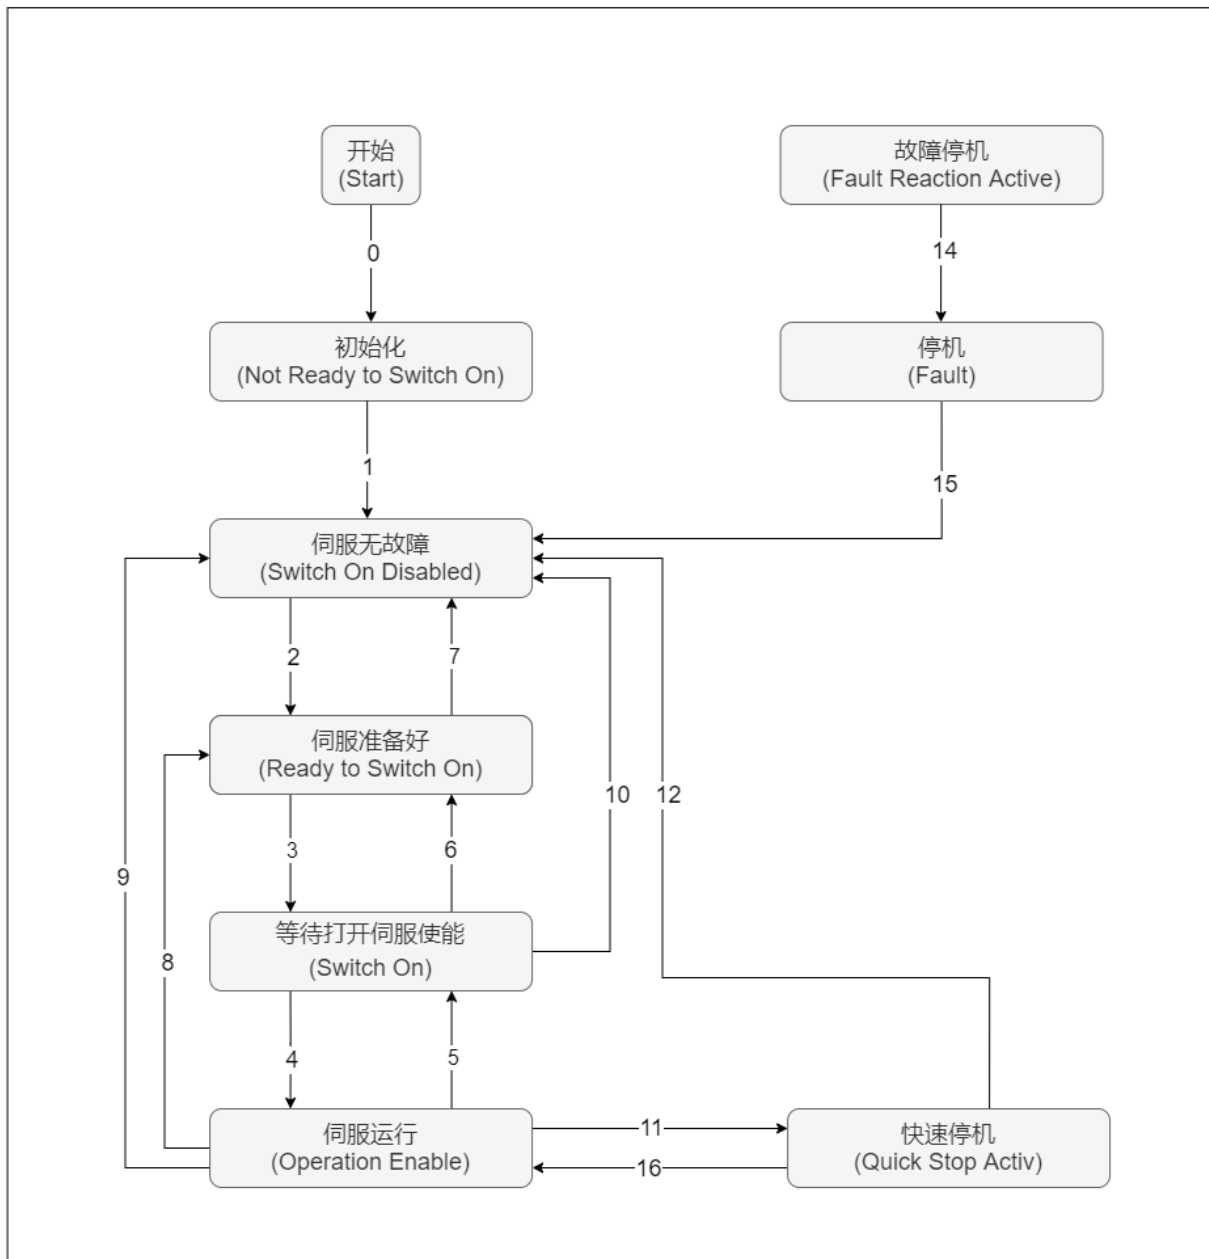 开始
(Start)
故障停机
(Fault Reaction Active)
0
14
初始化
(Not Ready to Switch On)
停机
(Fault)
1
15
伺服无故障
(Switch On Disabled)
2
7
伺服准备好
(Ready to Switch On)
10
12
3
6
9
等待打开伺服使能
(Switch On)
8
4
5
伺服运行
(Operation Enable)
11
16
快速停机
(Quick Stop Activ)